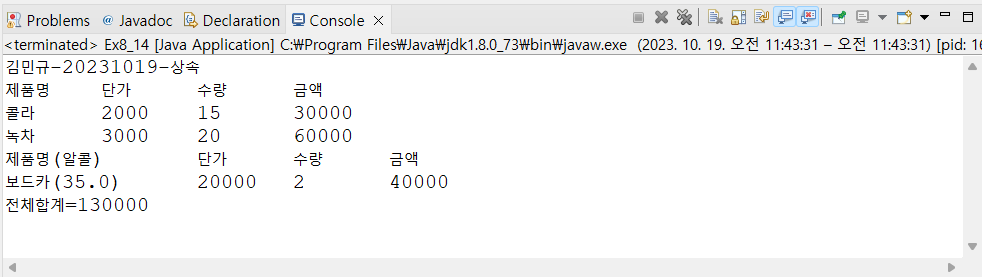 Problems @ Javadoc Declaration Console
<terminated> Ex8_14 [Java Application] C:₩Program Files₩Java₩jdk1.8.0_73₩bin₩javaw.exe (2023. 10. 19. 오전 11:43:31 – 오전 11:43:31) [pid: 16
김민규-20231019-상속
제품명 단가 수량 금액
콜라 2000 15 30000
녹차 3000 20 60000
제품명(알콜) 단가 수량 금액
보드카(35.0) 20000 2 40000
전체합계=130000